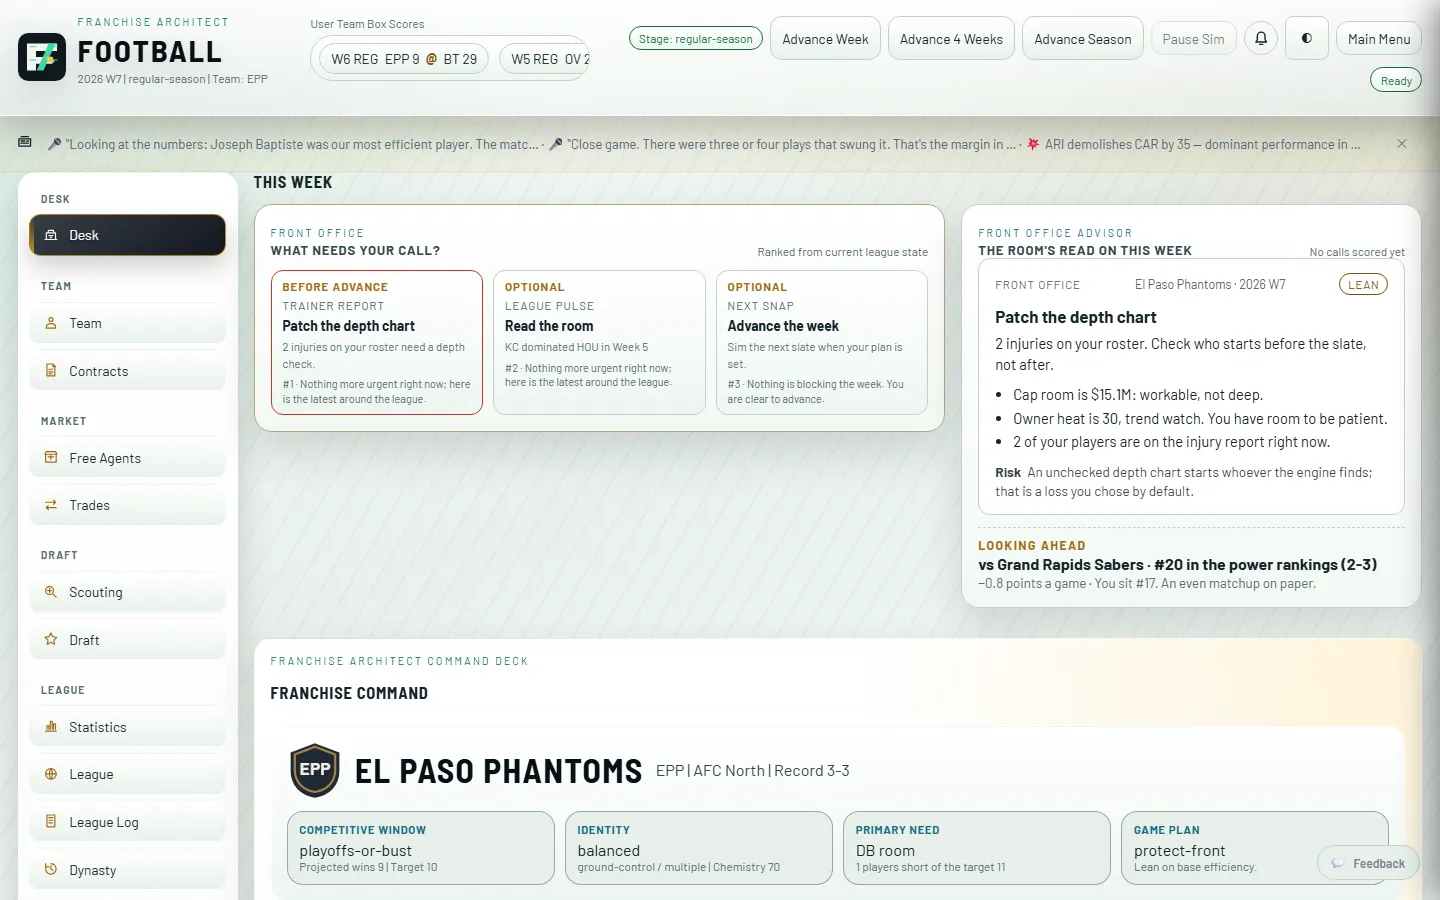 FRANCHISE ARCHITECT
FOOTBALL
2026 W7 | regular-season | Team: EPP
User Team Box Scores
W6 REG EPP 9 @ BT 29
W5 REG OV 2
Stage: regular-season
Advance Week
Advance 4 Weeks
Advance Season
Pause Sim
Main Menu
Ready
"Looking at the numbers: Joseph Baptiste was our most efficient player. The matc... · "Close game. There were three or four plays that swung it. That's the margin in ... · ARI demolishes CAR by 35 — dominant performance in ...
DESK
Desk
TEAM
Team
Contracts
MARKET
Free Agents
Trades
DRAFT
Scouting
Draft
LEAGUE
Statistics
League
League Log
Dynasty
THIS WEEK
FRONT OFFICE
WHAT NEEDS YOUR CALL?
Ranked from current league state
BEFORE ADVANCE
TRAINER REPORT
Patch the depth chart
2 injuries on your roster need a depth
check.
#1 · Nothing more urgent right now; here
is the latest around the league.
OPTIONAL
LEAGUE PULSE
Read the room
KC dominated HOU in Week 5
#2 · Nothing more urgent right now;
here is the latest around the league.
OPTIONAL
NEXT SNAP
Advance the week
Sim the next slate when your plan is
set.
#3 · Nothing is blocking the week. You
are clear to advance.
FRONT OFFICE ADVISOR
THE ROOM'S READ ON THIS WEEK
No calls scored yet
FRONT OFFICE
El Paso Phantoms · 2026 W7
LEAN
Patch the depth chart
2 injuries on your roster. Check who starts before the slate,
not after.
• Cap room is $15.1M: workable, not deep.
• Owner heat is 30, trend watch. You have room to be patient.
• 2 of your players are on the injury report right now.
Risk An unchecked depth chart starts whoever the engine finds;
that is a loss you chose by default.
LOOKING AHEAD
vs Grand Rapids Sabers · #20 in the power rankings (2-3)
−0.8 points a game · You sit #17. An even matchup on paper.
FRANCHISE ARCHITECT COMMAND DECK
FRANCHISE COMMAND
EPP
EL PASO PHANTOMS
EPP | AFC North | Record 3-3
COMPETITIVE WINDOW
playoffs-or-bust
Projected wins 9 | Target 10
IDENTITY
balanced
ground-control / multiple | Chemistry 70
PRIMARY NEED
DB room
1 players short of the target 11
GAME PLAN
protect-front
Lean on base efficiency.
Feedback